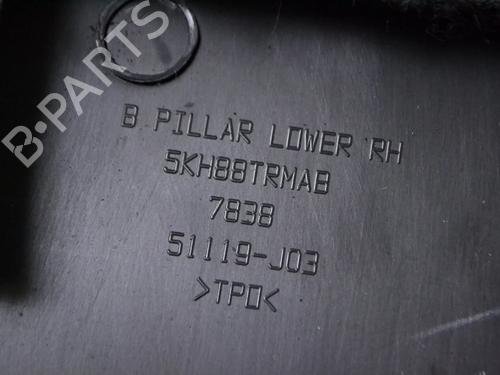 B-PARTS
B PILLAR LOWER RH
5KH88TRMAB
7838
51119-J03
>TPO<